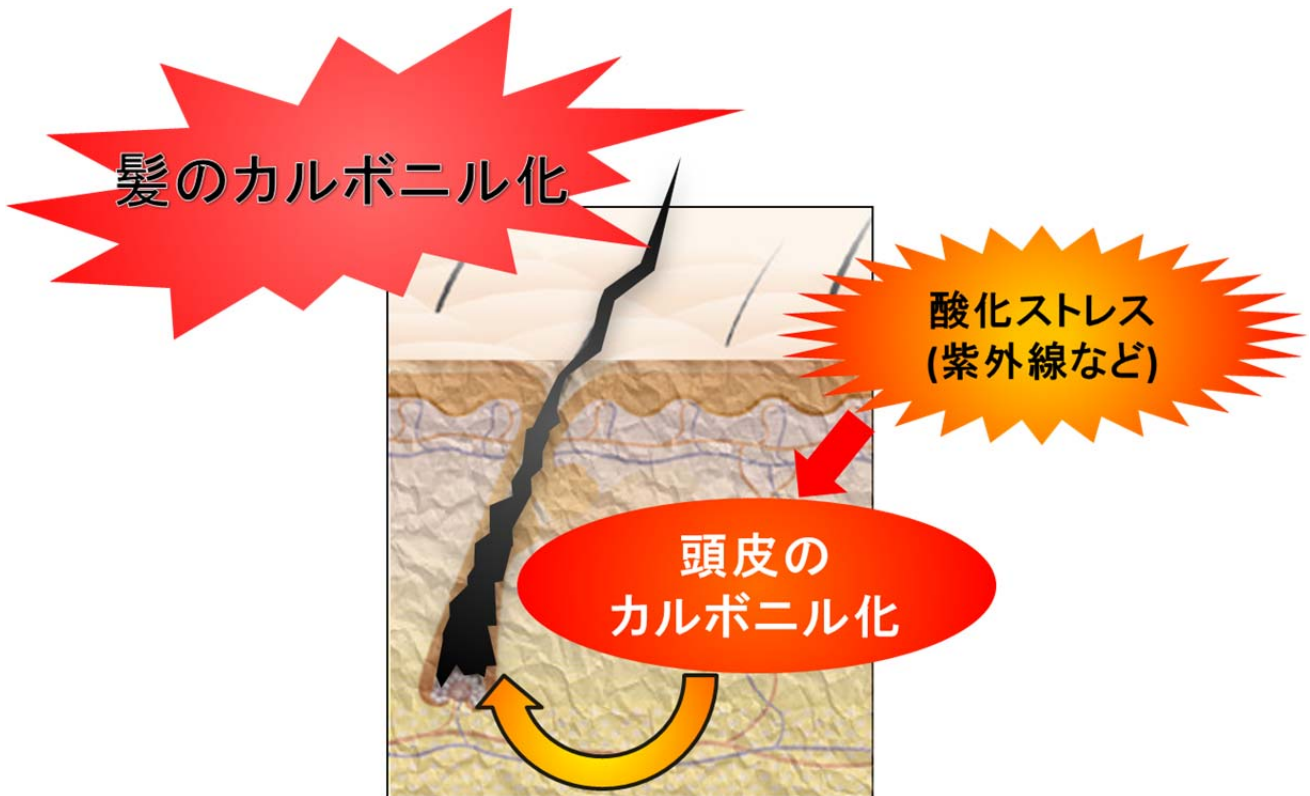 髪のカルボニル化
酸化ストレス
(紫外線など)
頭皮の
カルボニル化